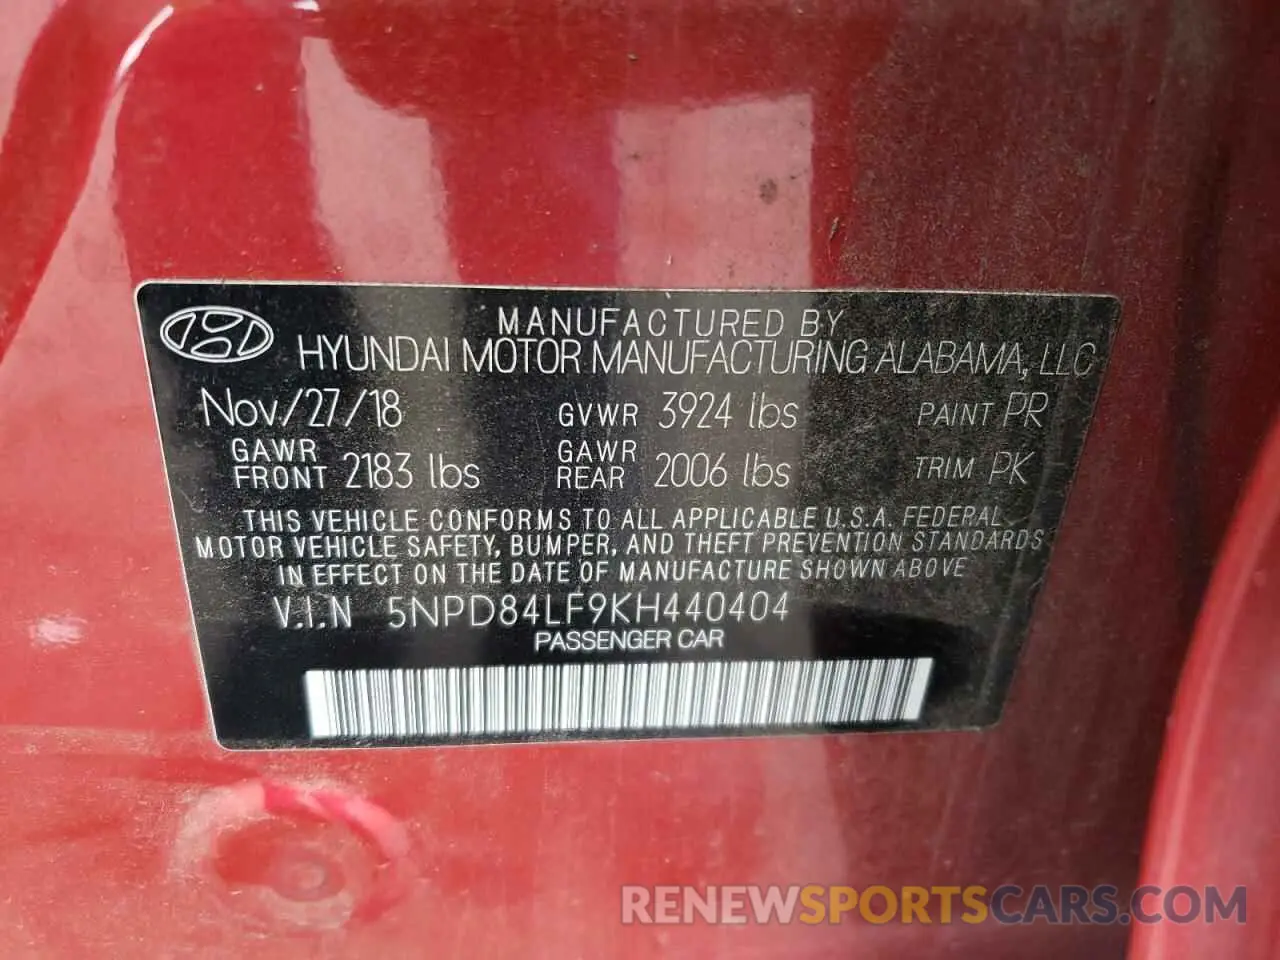 MANUFACTURED BY
HYUNDAI MOTOR MANUFACTURING ALABAMA, LLC
Nov/27/18 GVWR 3924 lbs PAINT PR
GAWR FRONT 2183 lbs GAWR REAR 2006 lbs TRIM PK
THIS VEHICLE CONFORMS TO ALL APPLICABLE U.S.A. FEDERAL
MOTOR VEHICLE SAFETY, BUMPER, AND THEFT PREVENTION STANDARDS
IN EFFECT ON THE DATE OF MANUFACTURE SHOWN ABOVE
V.I.N 5NPD84LF9KH440404
PASSENGER CAR
RENEWSPORTSCARS.COM